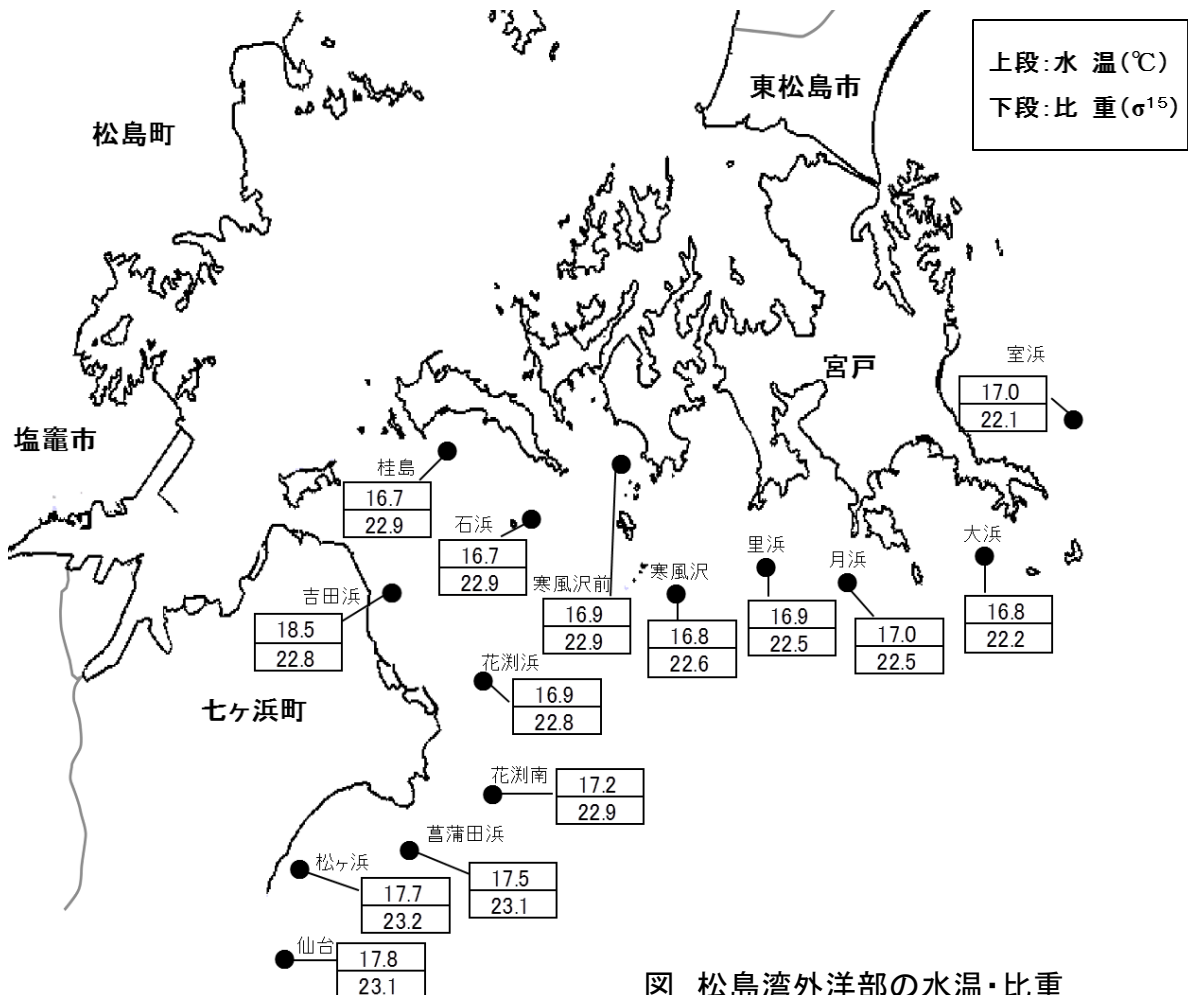 上段:水 温(℃)
下段:比 重(σ¹⁵)
東松島市
松島町
宮戸
室浜
17.0
22.1
塩竈市
桂島
16.7
22.9
石浜
16.7
22.9
寒風沢前
16.9
22.9
寒風沢
16.8
22.6
里浜
16.9
22.5
月浜
17.0
22.5
大浜
16.8
22.2
吉田浜
18.5
22.8
七ヶ浜町
花渕浜
16.9
22.8
花渕南
17.2
22.9
菖蒲田浜
17.5
23.1
松ヶ浜
17.7
23.2
仙台
17.8
23.1
図 松島湾外洋部の水温・比重